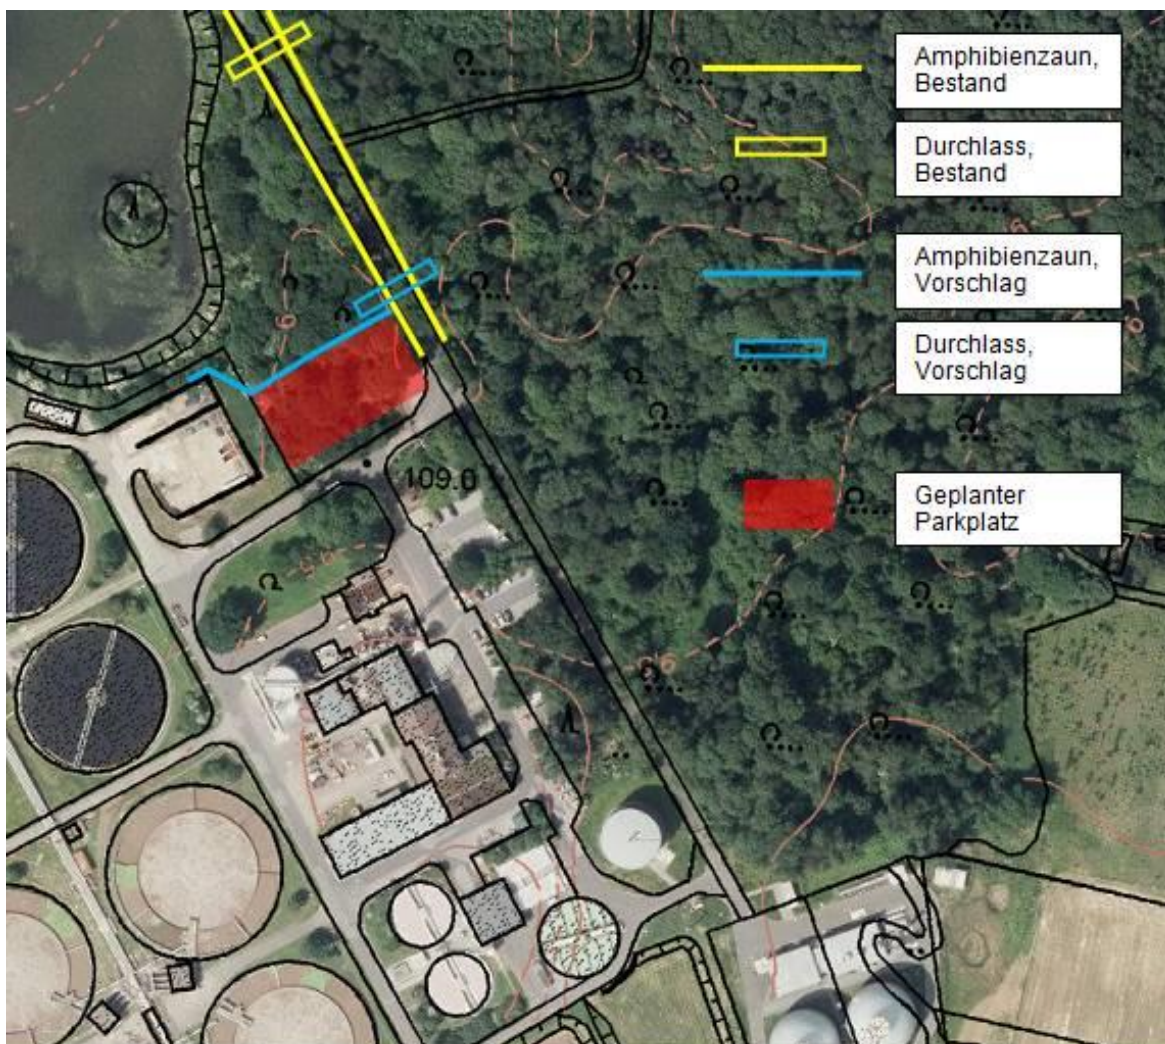 Amphibienzaun,
Bestand
Durchlass,
Bestand
Amphibienzaun,
Vorschlag
Durchlass,
Vorschlag
109.0
Geplanter
Parkplatz